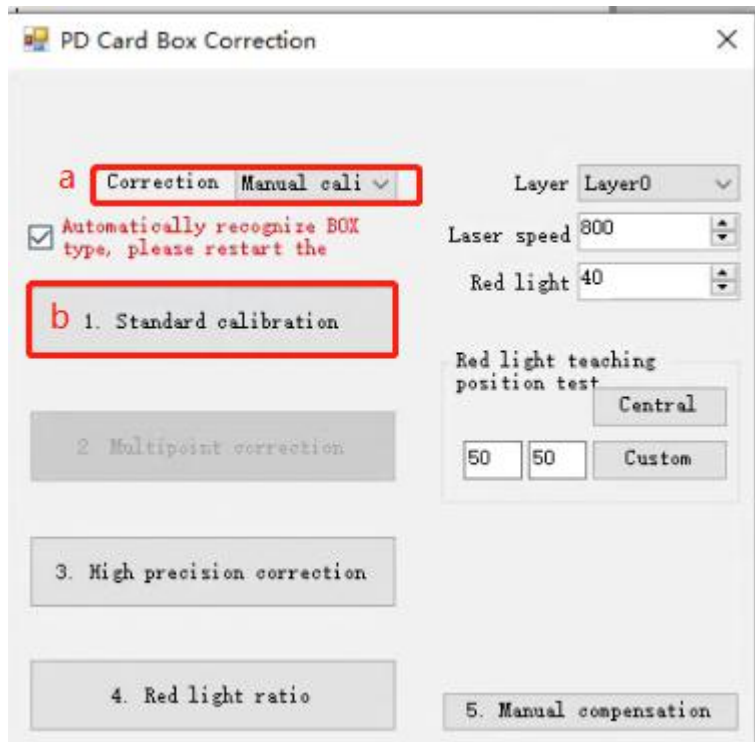 PD Card Box Correction
a Correction Manual cali
Layer Layer0
Automatically recognize BOX
type, please restart the
Laser speed 800
Red light 40
b 1. Standard calibration
Red light teaching
position test
Central
2 Multipoint correction
50 50 Custom
3. High precision correction
4. Red light ratio
5. Manual compensation